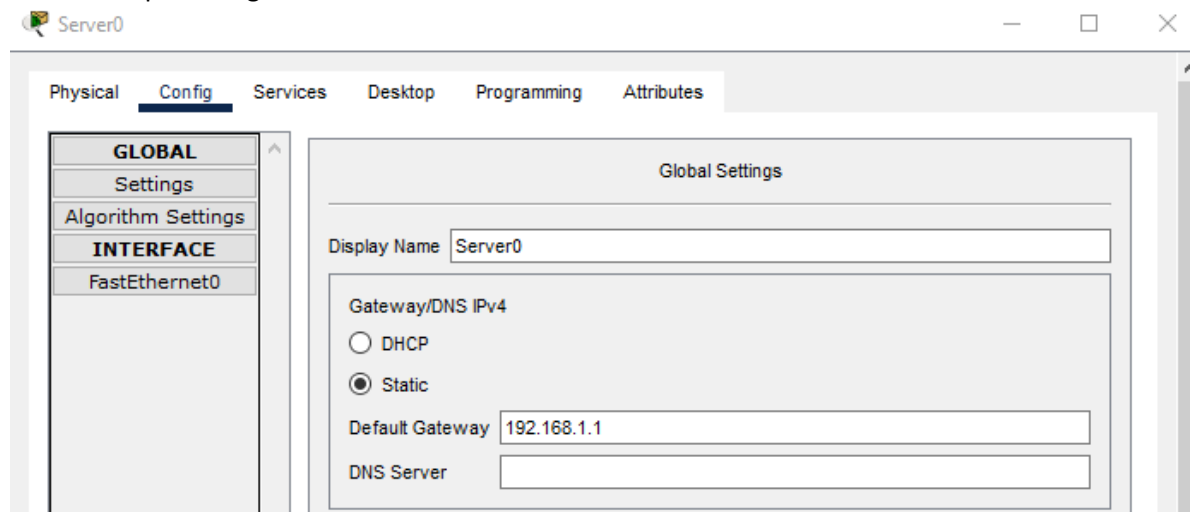 Server0
Physical Config Services Desktop Programming Attributes
GLOBAL
Settings
Algorithm Settings
INTERFACE
FastEthernet0
Global Settings
Display Name Server0
Gateway/DNS IPv4
DHCP
Static
Default Gateway 192.168.1.1
DNS Server